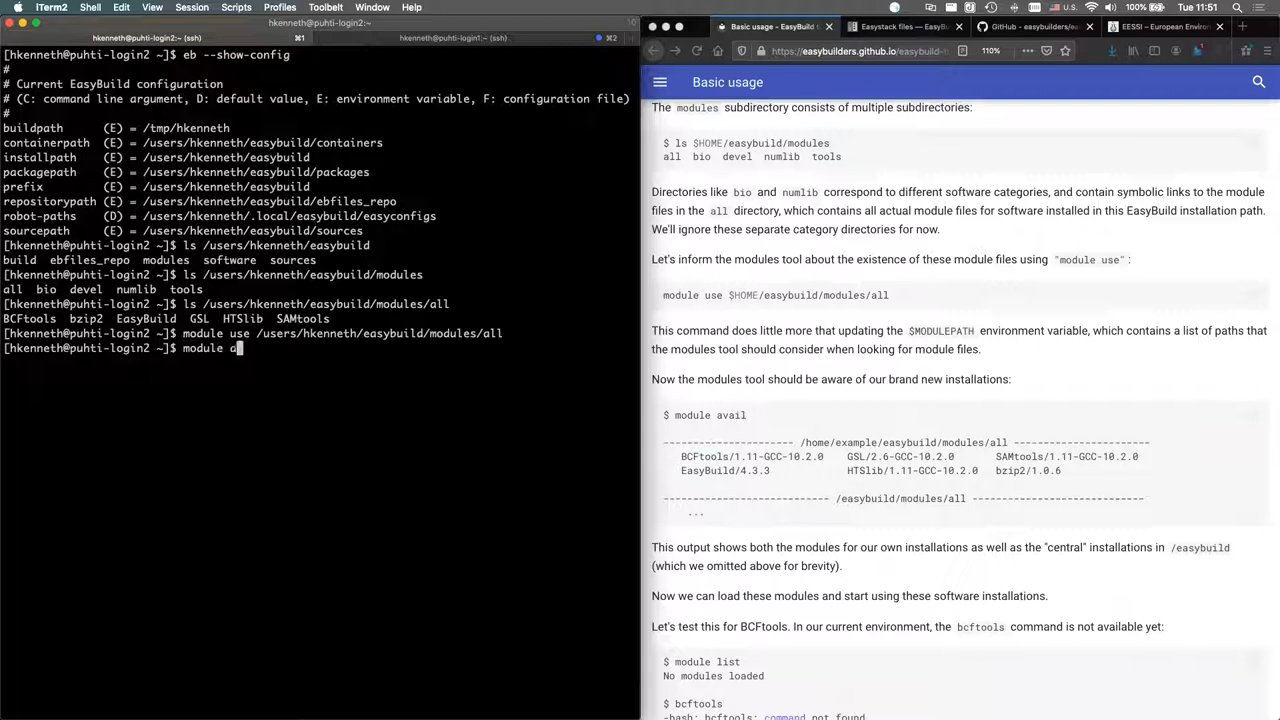 iTerm2 Shell Edit View Session Scripts Profiles Toolbelt Window Help
100% U.S. Tue 11:51
hkenneth@puhti-login2:~
hkenneth@puhti-login2:~ (ssh) ⌘1 hkenneth@puhti-login1:~ (ssh) ⌘2
[hkenneth@puhti-login2 ~]$ eb --show-config
#
# Current EasyBuild configuration
# (C: command line argument, D: default value, E: environment variable, F: configuration file)
#
buildpath (E) = /tmp/hkenneth
containerpath (E) = /users/hkenneth/easybuild/containers
installpath (E) = /users/hkenneth/easybuild
packagepath (E) = /users/hkenneth/easybuild/packages
prefix (E) = /users/hkenneth/easybuild
repositorypath (E) = /users/hkenneth/easybuild/ebfiles_repo
robot-paths (D) = /users/hkenneth/.local/easybuild/easyconfigs
sourcepath (E) = /users/hkenneth/easybuild/sources
[hkenneth@puhti-login2 ~]$ ls /users/hkenneth/easybuild
build ebfiles_repo modules software sources
[hkenneth@puhti-login2 ~]$ ls /users/hkenneth/easybuild/modules
all bio devel numlib tools
[hkenneth@puhti-login2 ~]$ ls /users/hkenneth/easybuild/modules/all
BCFtools bzip2 EasyBuild GSL HTSlib SAMtools
[hkenneth@puhti-login2 ~]$ module use /users/hkenneth/easybuild/modules/all
[hkenneth@puhti-login2 ~]$ module a
Basic usage - EasyBuild t Easystack files — EasyBu GitHub - easybuilders/e EESSI – European Enviro
https://easybuilders.github.io/easy 110%
Basic usage
The modules subdirectory consists of multiple subdirectories:
$ ls $HOME/easybuild/modules
all bio devel numlib tools
Directories like bio and numlib correspond to different software categories, and contain symbolic links to the module
files in the all directory, which contains all actual module files for software installed in this EasyBuild installation path.
We'll ignore these separate category directories for now.
Let's inform the modules tool about the existence of these module files using "module use":
module use $HOME/easybuild/modules/all
This command does little more that updating the $MODULEPATH environment variable, which contains a list of paths that
the modules tool should consider when looking for module files.
Now the modules tool should be aware of our brand new installations:
$ module avail
---------------------- /home/example/easybuild/modules/all -----------------------
BCFtools/1.11-GCC-10.2.0 GSL/2.6-GCC-10.2.0 SAMtools/1.11-GCC-10.2.0
EasyBuild/4.3.3 HTSlib/1.11-GCC-10.2.0 bzip2/1.0.6
---------------------------- /easybuild/modules/all -----------------------------
...
This output shows both the modules for our own installations as well as the "central" installations in /easybuild
(which we omitted above for brevity).
Now we can load these modules and start using these software installations.
Let's test this for BCFtools. In our current environment, the bcftools command is not available yet:
$ module list
No modules loaded
$ bcftools
-bash: bcftools: command not found